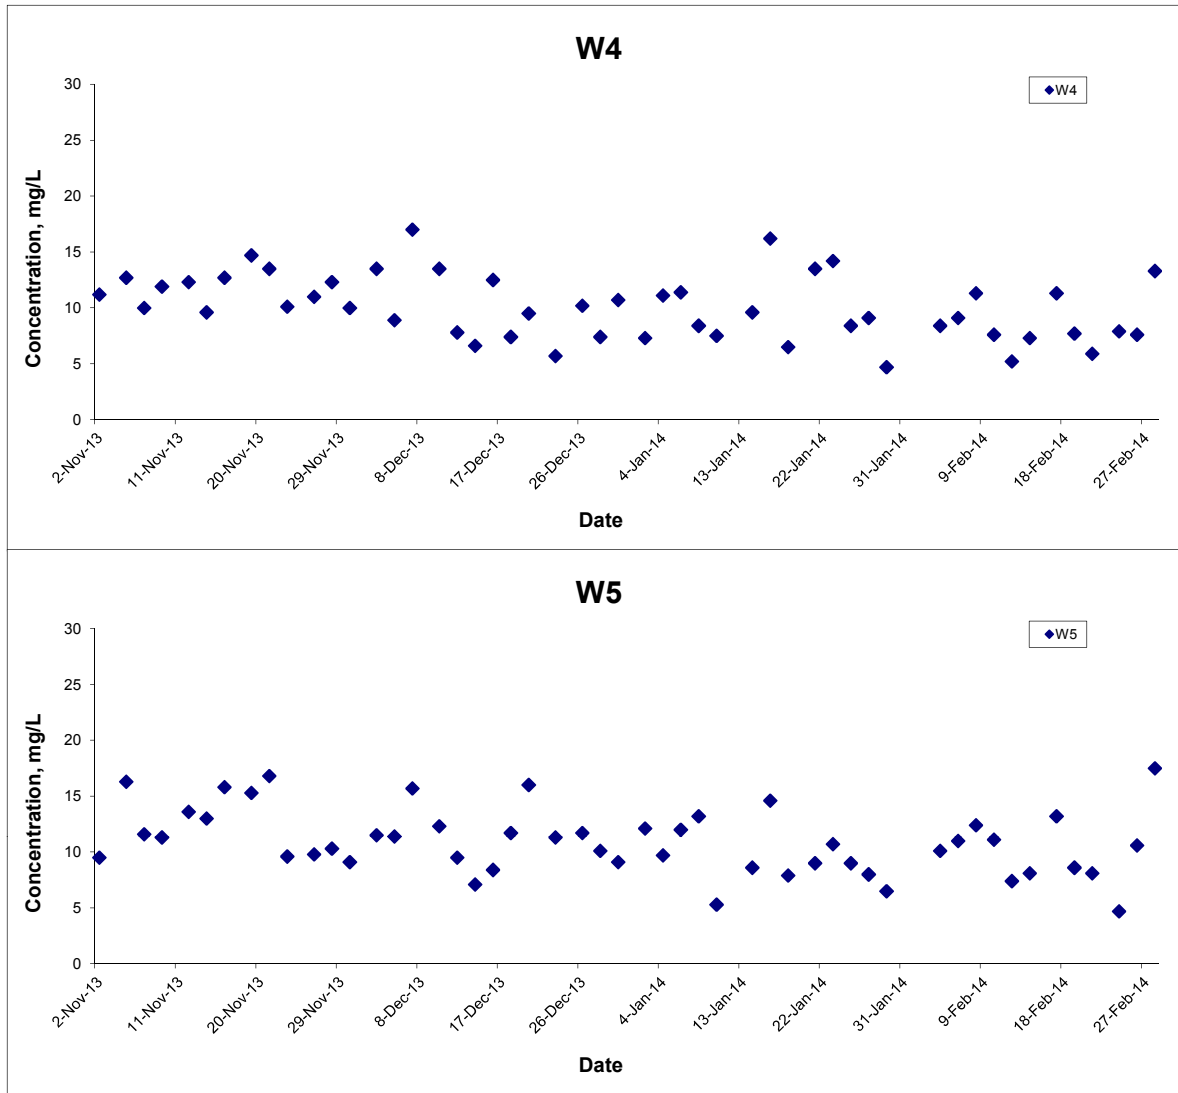 W4
W4
30
25
20
15
10
5
0
Concentration, mg/L
2-Nov-13
11-Nov-13
20-Nov-13
29-Nov-13
8-Dec-13
17-Dec-13
26-Dec-13
4-Jan-14
13-Jan-14
22-Jan-14
31-Jan-14
9-Feb-14
18-Feb-14
27-Feb-14
Date
W5
W5
30
25
20
15
10
5
0
Concentration, mg/L
2-Nov-13
11-Nov-13
20-Nov-13
29-Nov-13
8-Dec-13
17-Dec-13
26-Dec-13
4-Jan-14
13-Jan-14
22-Jan-14
31-Jan-14
9-Feb-14
18-Feb-14
27-Feb-14
Date